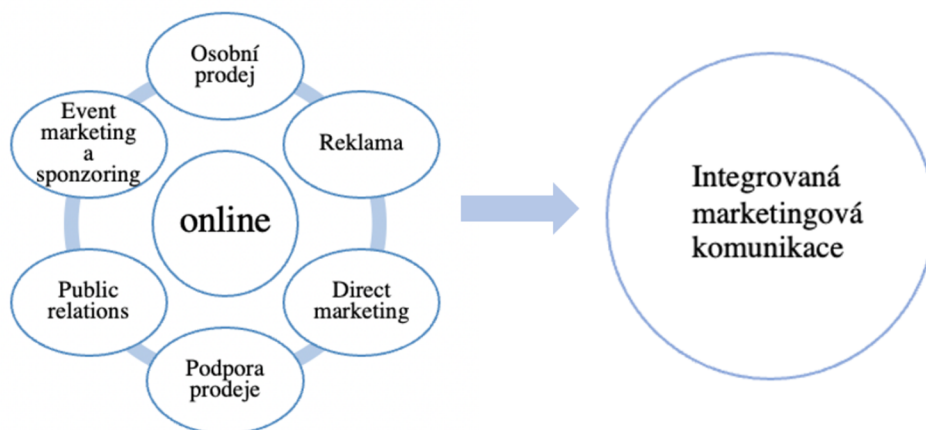 Osobní
prodej
Event
marketing
a
sponzoring
Reklama
online
Public
relations
Direct
marketing
Podpora
prodeje
Integrovaná
marketingová
komunikace